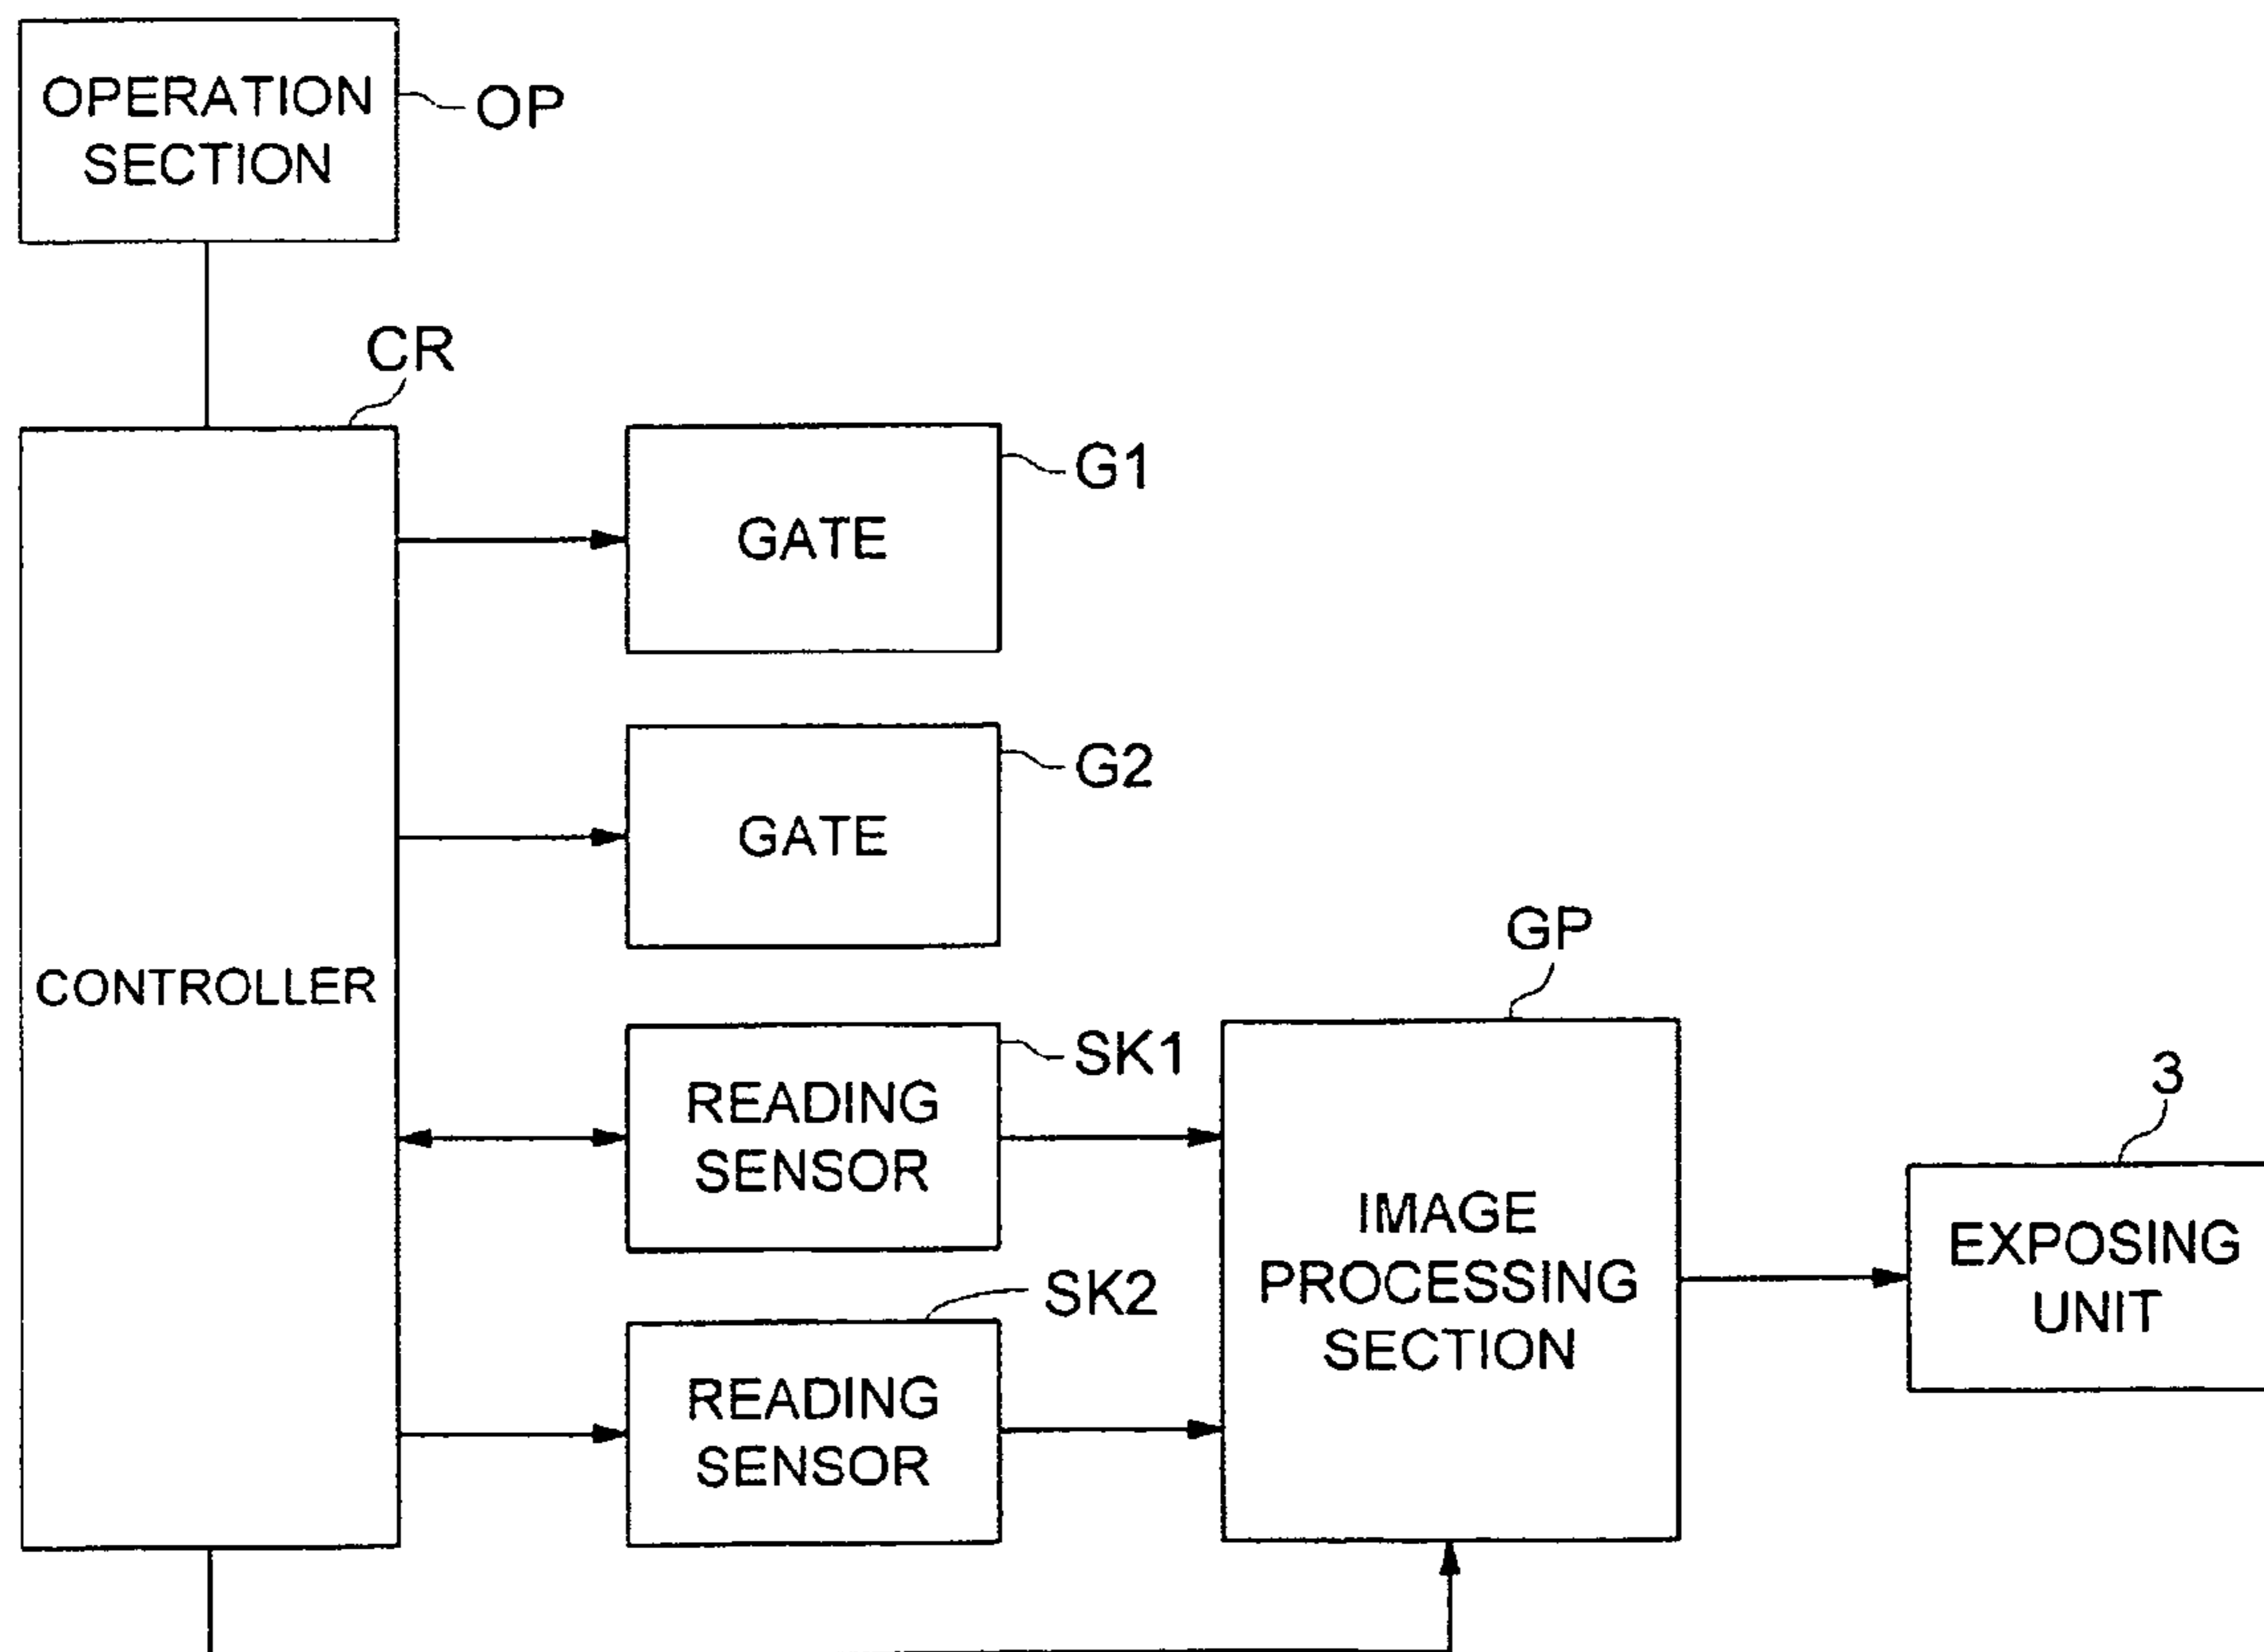 OPERATION
SECTION
OP
CR
CONTROLLER
GATE
G1
GATE
G2
READING
SENSOR
SK1
READING
SENSOR
SK2
GP
IMAGE
PROCESSING
SECTION
3
EXPOSING
UNIT